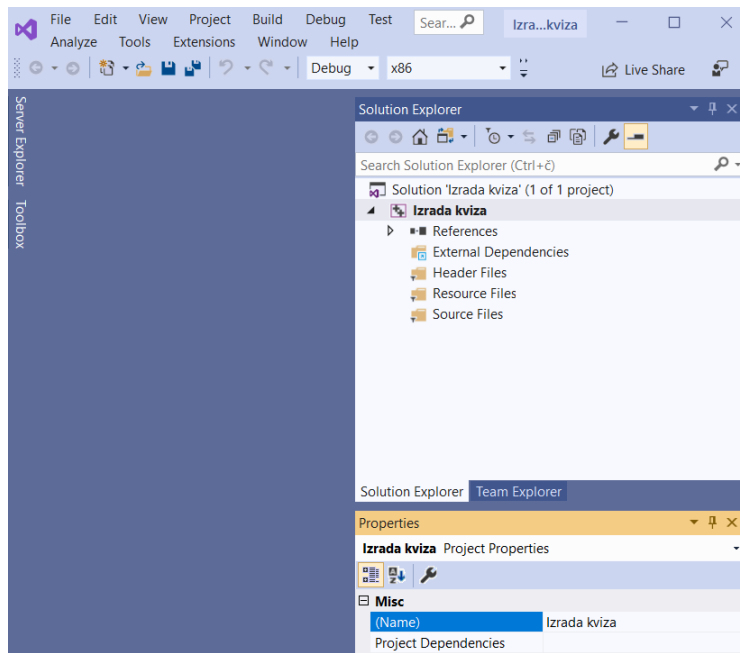 File Edit View Project Build Debug Test Sear... Izra...kviza
Analyze Tools Extensions Window Help
Debug x86 Live Share
Server Explorer
Toolbox
Solution Explorer
Search Solution Explorer (Ctrl+č)
Solution 'Izrada kviza' (1 of 1 project)
Izrada kviza
References
External Dependencies
Header Files
Resource Files
Source Files
Solution Explorer Team Explorer
Properties
Izrada kviza Project Properties
Misc
(Name) Izrada kviza
Project Dependencies